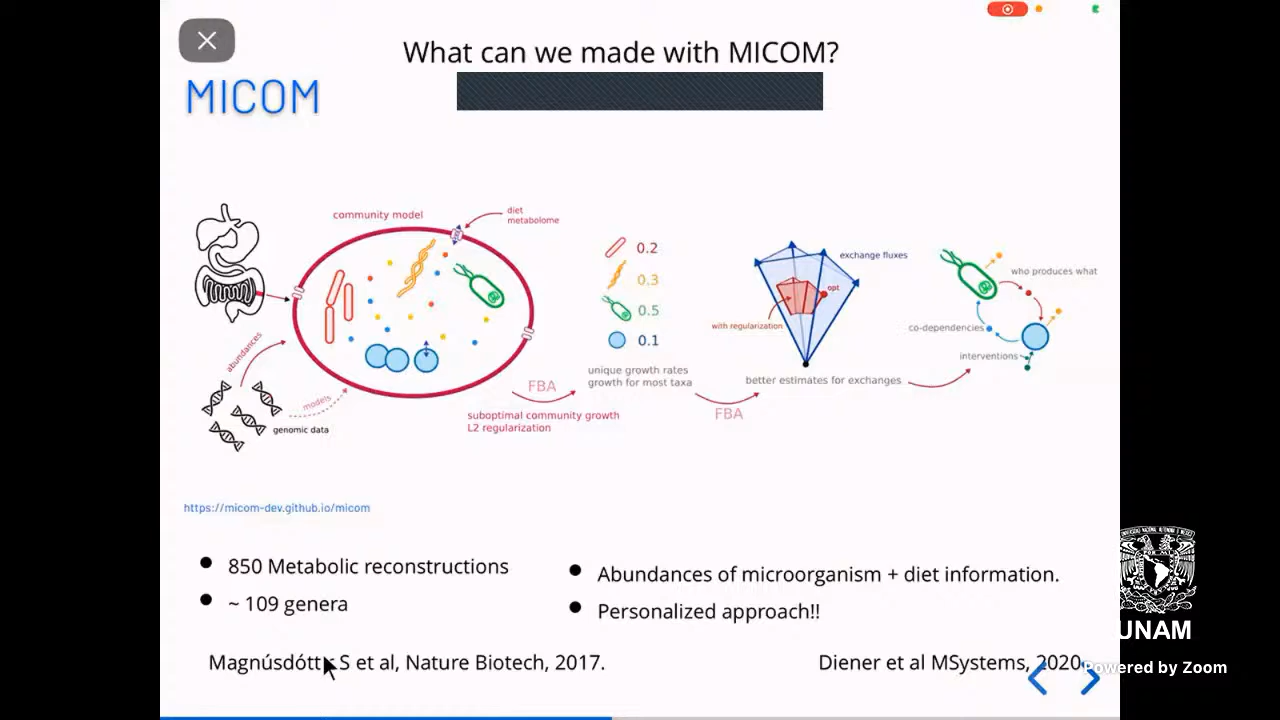 What can we made with MICOM?
MICOM
community model
diet
metabolome
abundances
models
genomic data
FBA
suboptimal community growth
L2 regularization
0.2
0.3
0.5
0.1
unique growth rates
growth for most taxa
FBA
exchange fluxes
opt
with regularization
better estimates for exchanges
who produces what
co-dependencies
interventions
https://micom-dev.github.io/micom
● 850 Metabolic reconstructions
● ~ 109 genera
● Abundances of microorganism + diet information.
● Personalized approach!!
S et al, Nature Biotech, 2017.
Diener et al MSystems, 2020
UNAM
Powered by Zoom